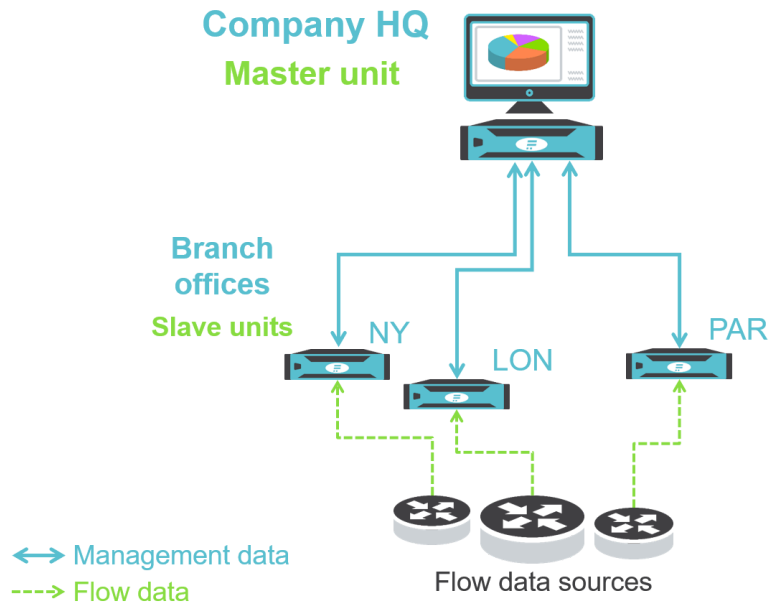 Company HQ
Master unit
Branch
offices
Slave units
NY
LON
PAR
Management data
Flow data
Flow data sources